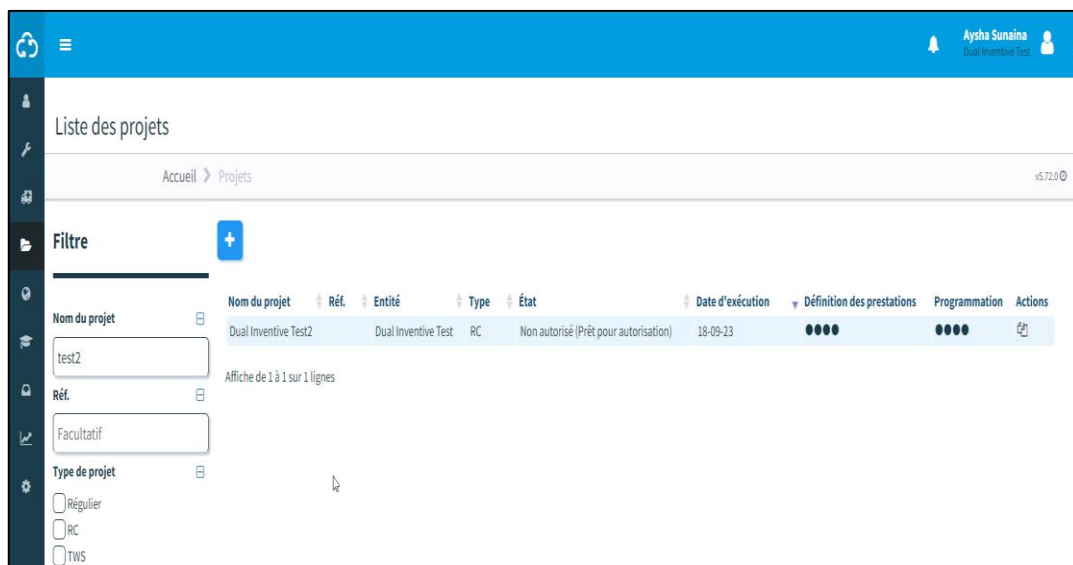 Aysha Sunaina
Dual Inventive Test
Liste des projets
Accueil Projets
v5.72.0
Filtre
Nom du projet
test2
Réf.
Facultatif
Type de projet
Régulier
RC
TWS
+
Nom du projet Réf. Entité Type État Date d'exécution Définition des prestations Programmation Actions
Dual Inventive Test2 Dual Inventive Test RC Non autorisé (Prêt pour autorisation) 18-09-23
Affiche de 1 à 1 sur 1 lignes